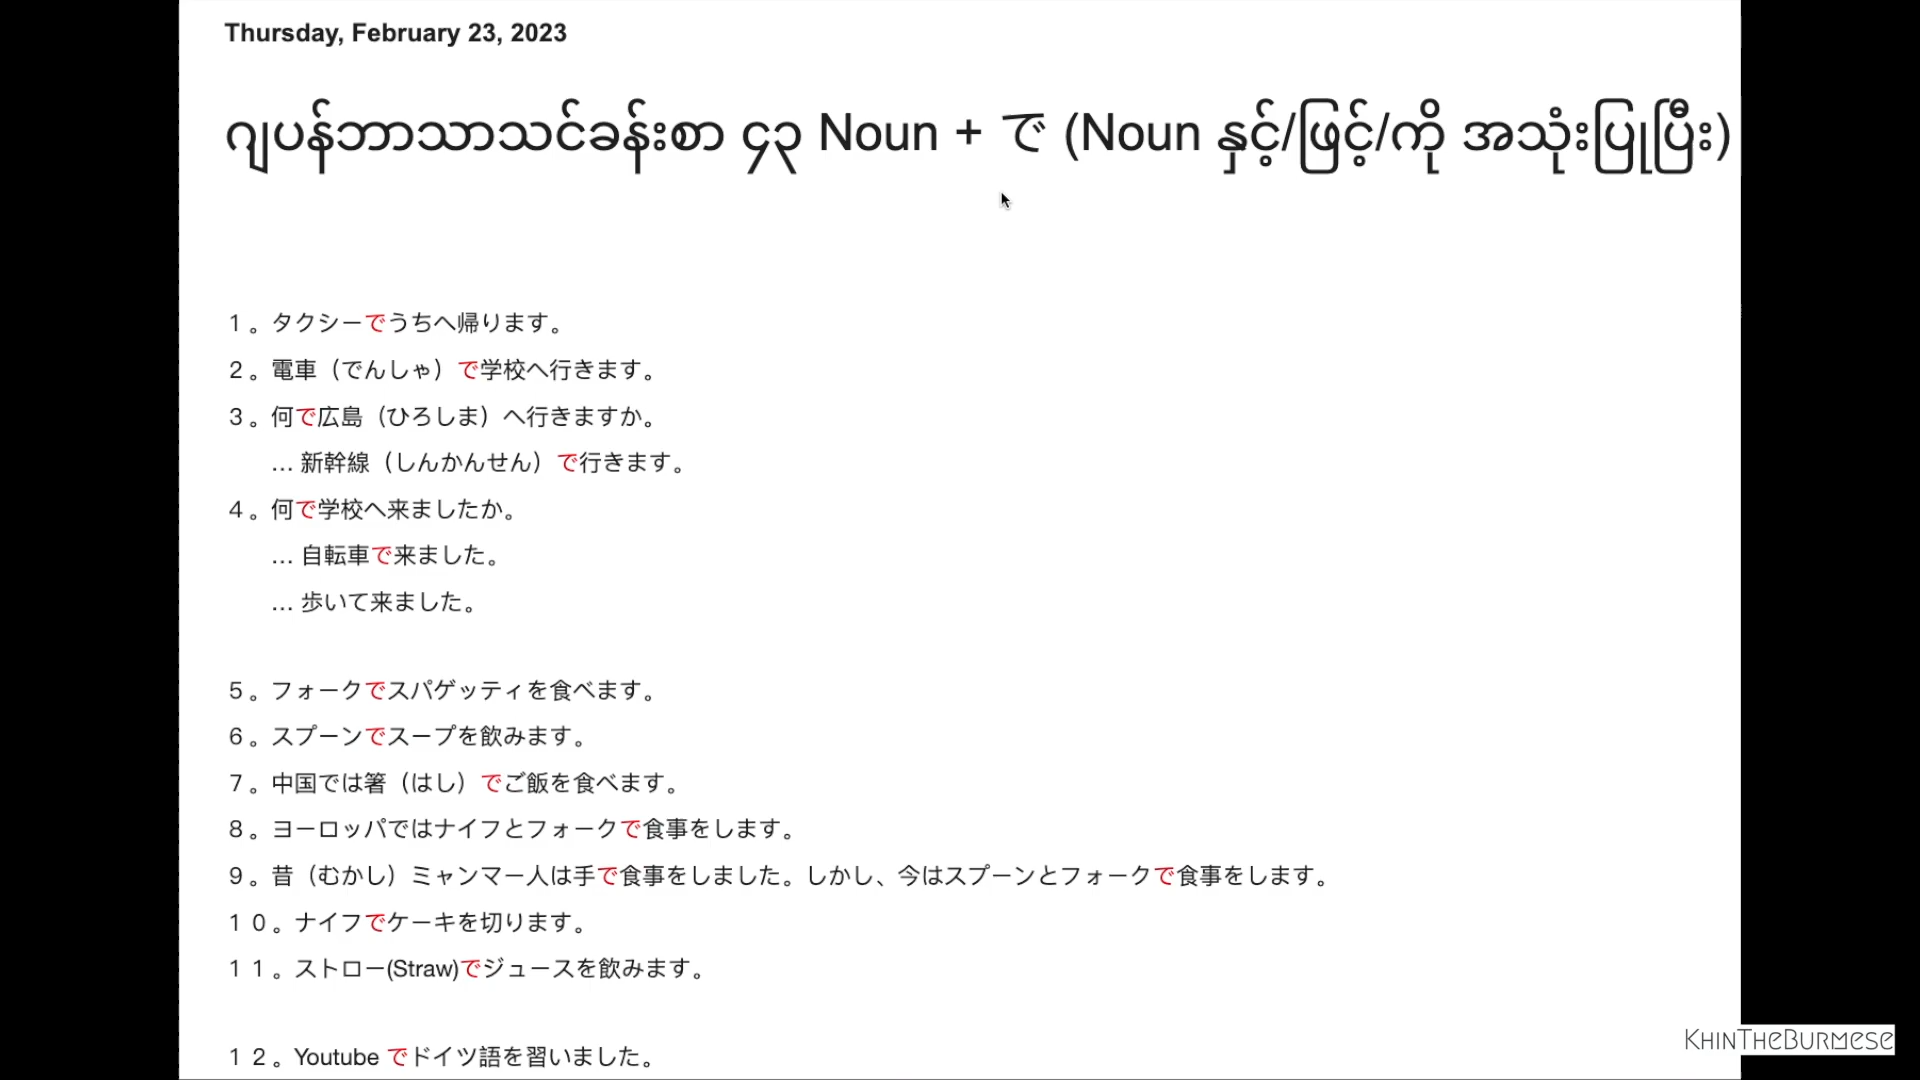 Thursday, February 23, 2023
ဂျပန်ဘာသာသင်ခန်းစာ ၄၃ Noun + で (Noun နှင့်/ဖြင့်/ကို အသုံးပြုပြီး)
１。タクシーでうちへ帰ります。
２。電車（でんしゃ）で学校へ行きます。
３。何で広島（ひろしま）へ行きますか。
… 新幹線（しんかんせん）で行きます。
４。何で学校へ来ましたか。
… 自転車で来ました。
… 歩いて来ました。
５。フォークでスパゲッティを食べます。
６。スプーンでスープを飲みます。
７。中国では箸（はし）でご飯を食べます。
８。ヨーロッパではナイフとフォークで食事をします。
９。昔（むかし）ミャンマー人は手で食事をしました。しかし、今はスプーンとフォークで食事をします。
１０。ナイフでケーキを切ります。
１１。ストロー(Straw)でジュースを飲みます。
１２。Youtube でドイツ語を習いました。
KHINTHEBURMESE